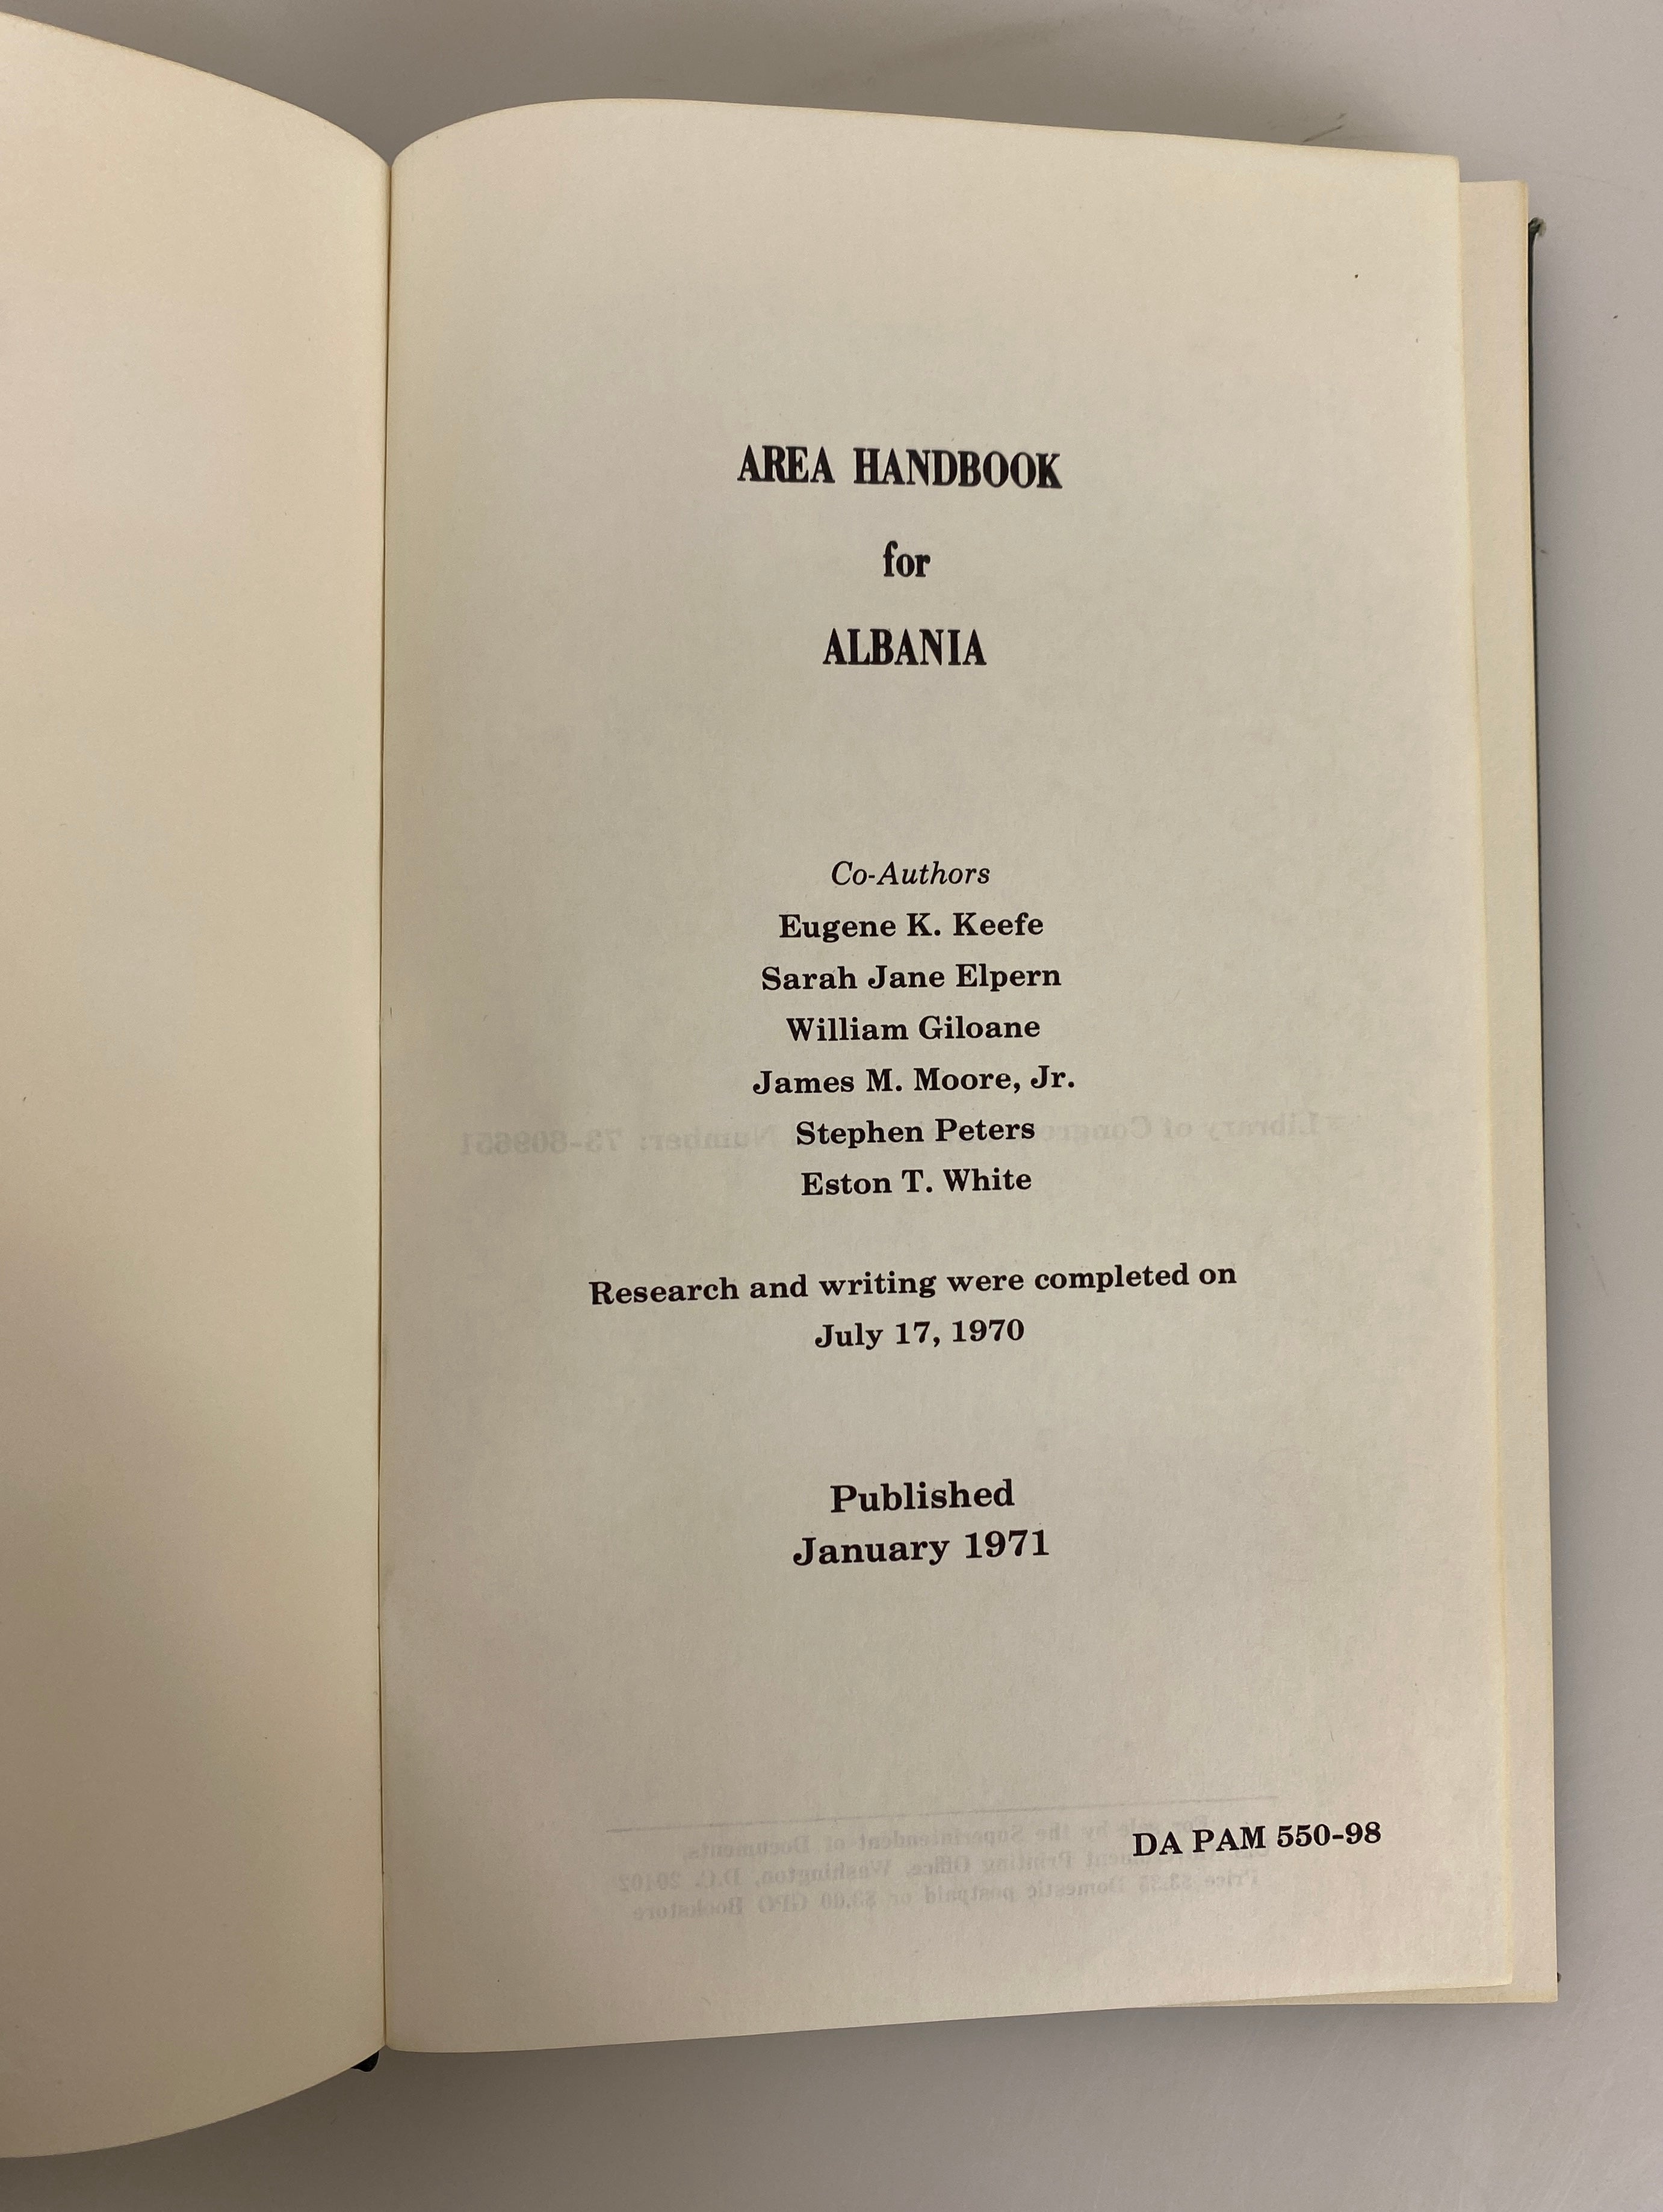 AREA HANDBOOK
for
ALBANIA
Co-Authors
Eugene K. Keefe
Sarah Jane Elpern
William Giloane
James M. Moore, Jr.
Stephen Peters
Eston T. White
Research and writing were completed on
July 17, 1970
Published
January 1971
DA PAM 550-98